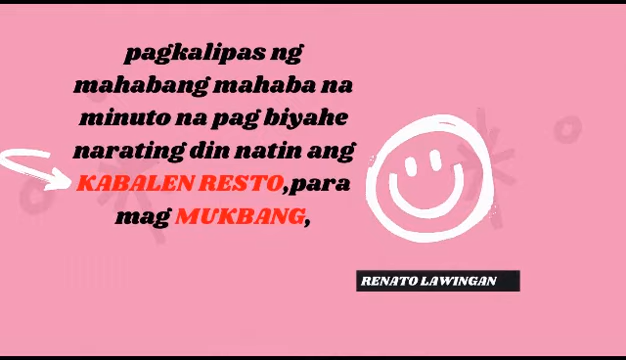 pagkalipas ng
mahabang mahaba na
minuto na pag biyahe
narating din natin ang
KABALEN RESTO,para
mag MUKBANG,
RENATO LAWINGAN